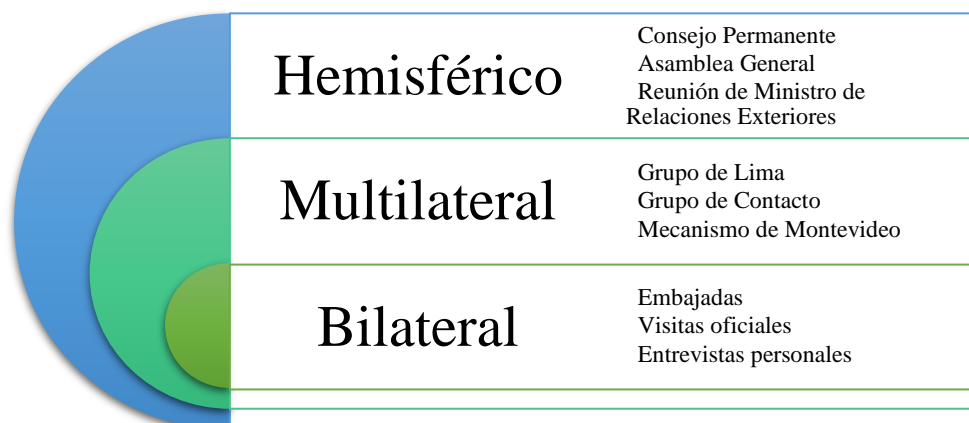 Hemisférico
Consejo Permanente
Asamblea General
Reunión de Ministro de
Relaciones Exteriores
Multilateral
Grupo de Lima
Grupo de Contacto
Mecanismo de Montevideo
Bilateral
Embajadas
Visitas oficiales
Entrevistas personales